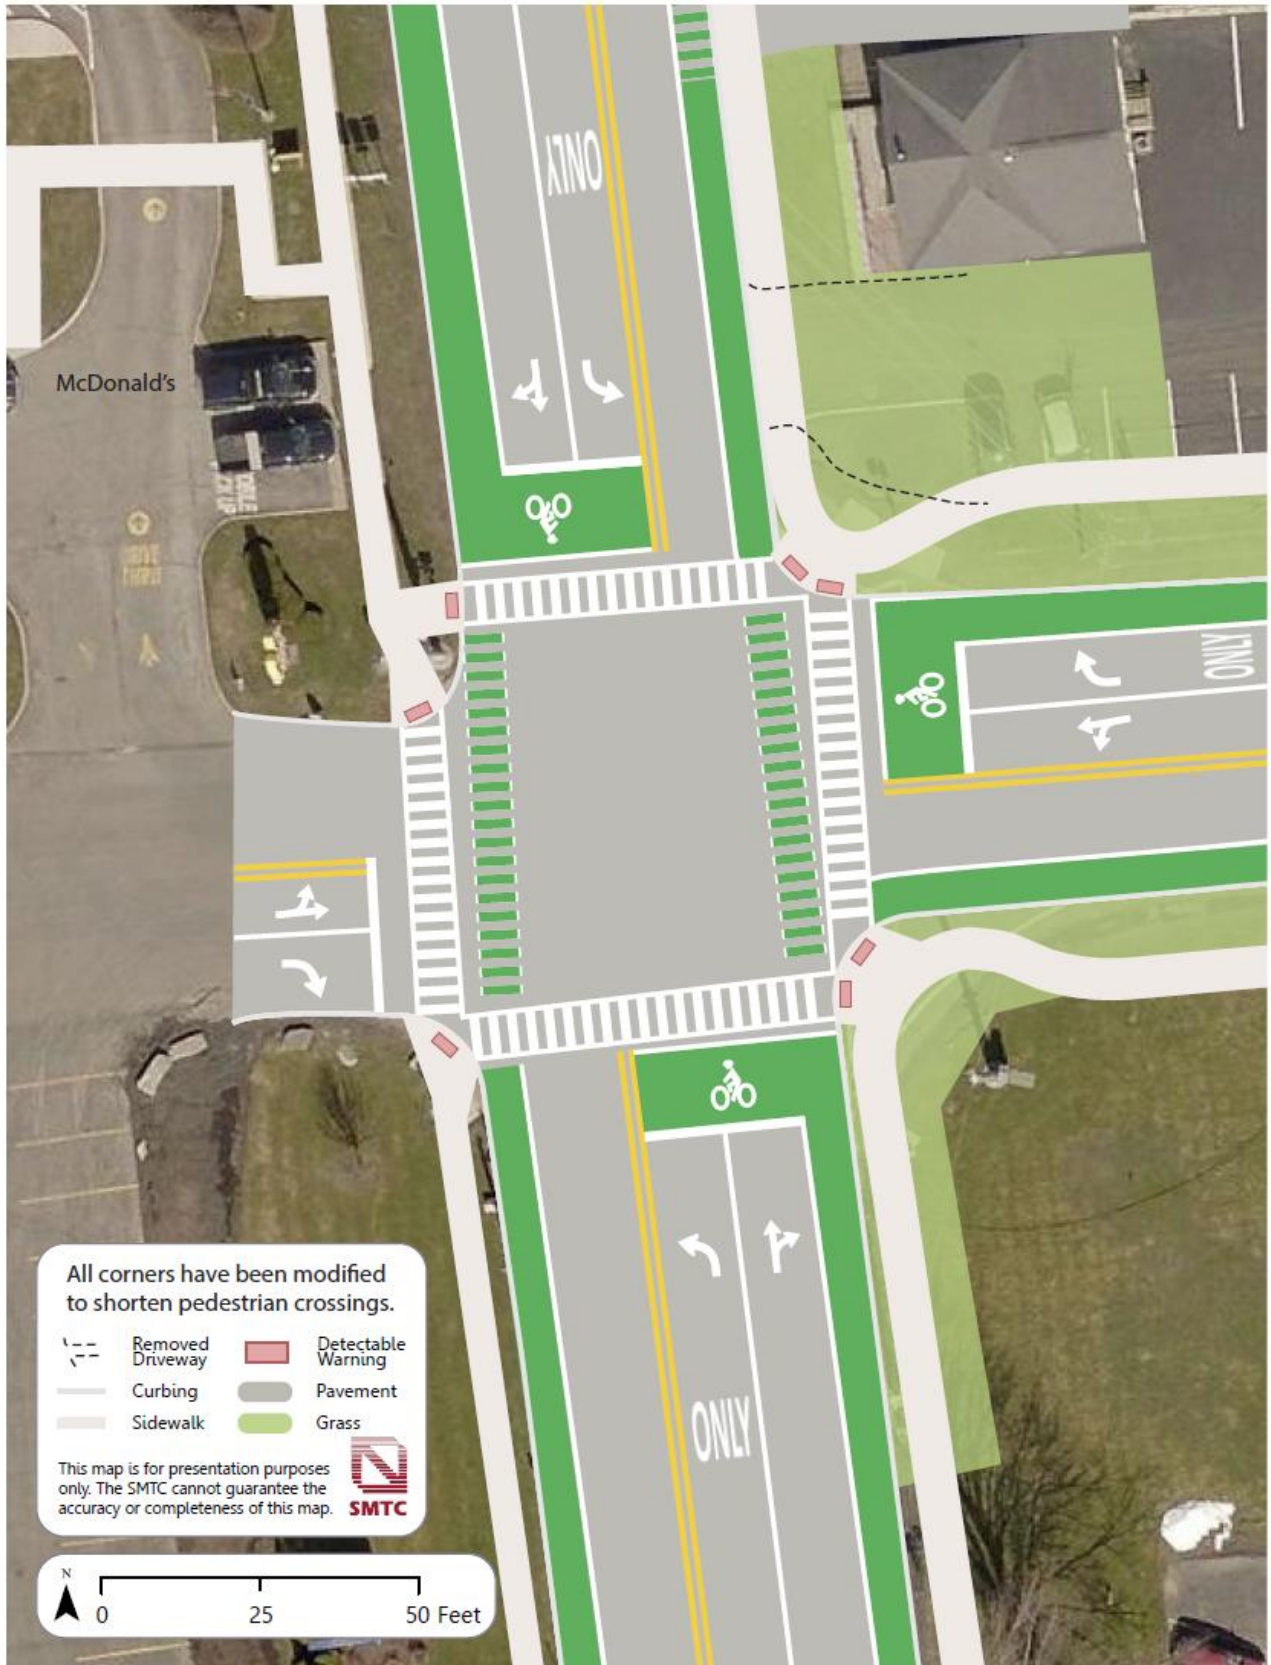 ONLY
McDonald's
ONLY
ONLY
All corners have been modified
to shorten pedestrian crossings.
Removed
Driveway
Detectable
Warning
Curbing
Pavement
Sidewalk
Grass
This map is for presentation purposes
only. The SMTC cannot guarantee the
accuracy or completeness of this map.
SMTC
N
0 25 50 Feet